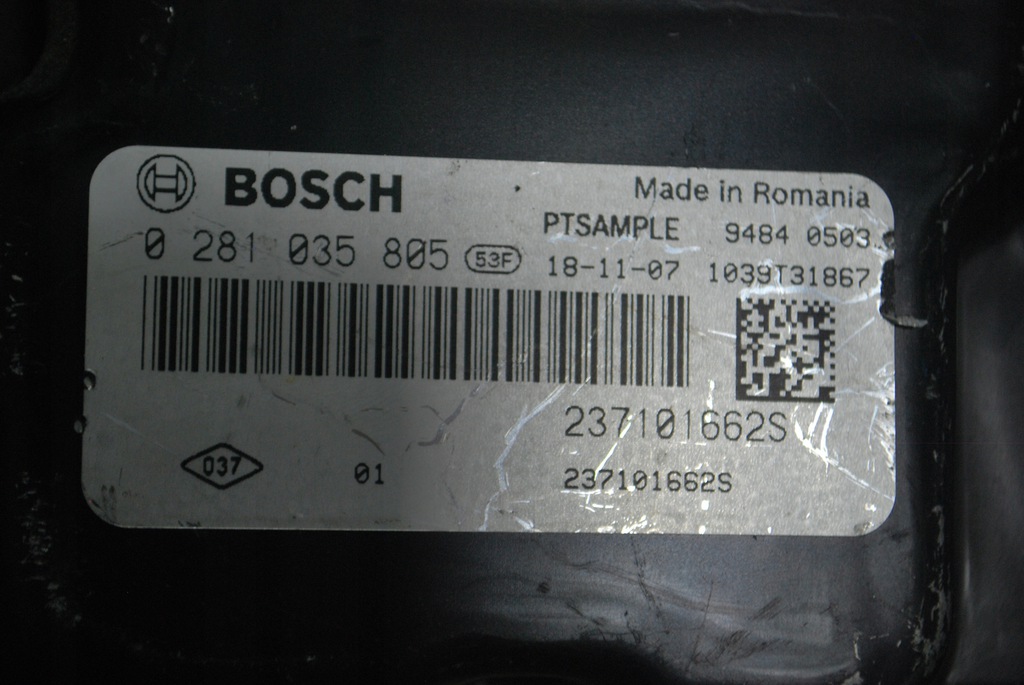 BOSCH
Made in Romania
PTSAMPLE 9484 0503
0 281 035 805 53F 18-11-07 1039T31867
237101662S
037 01 237101662S